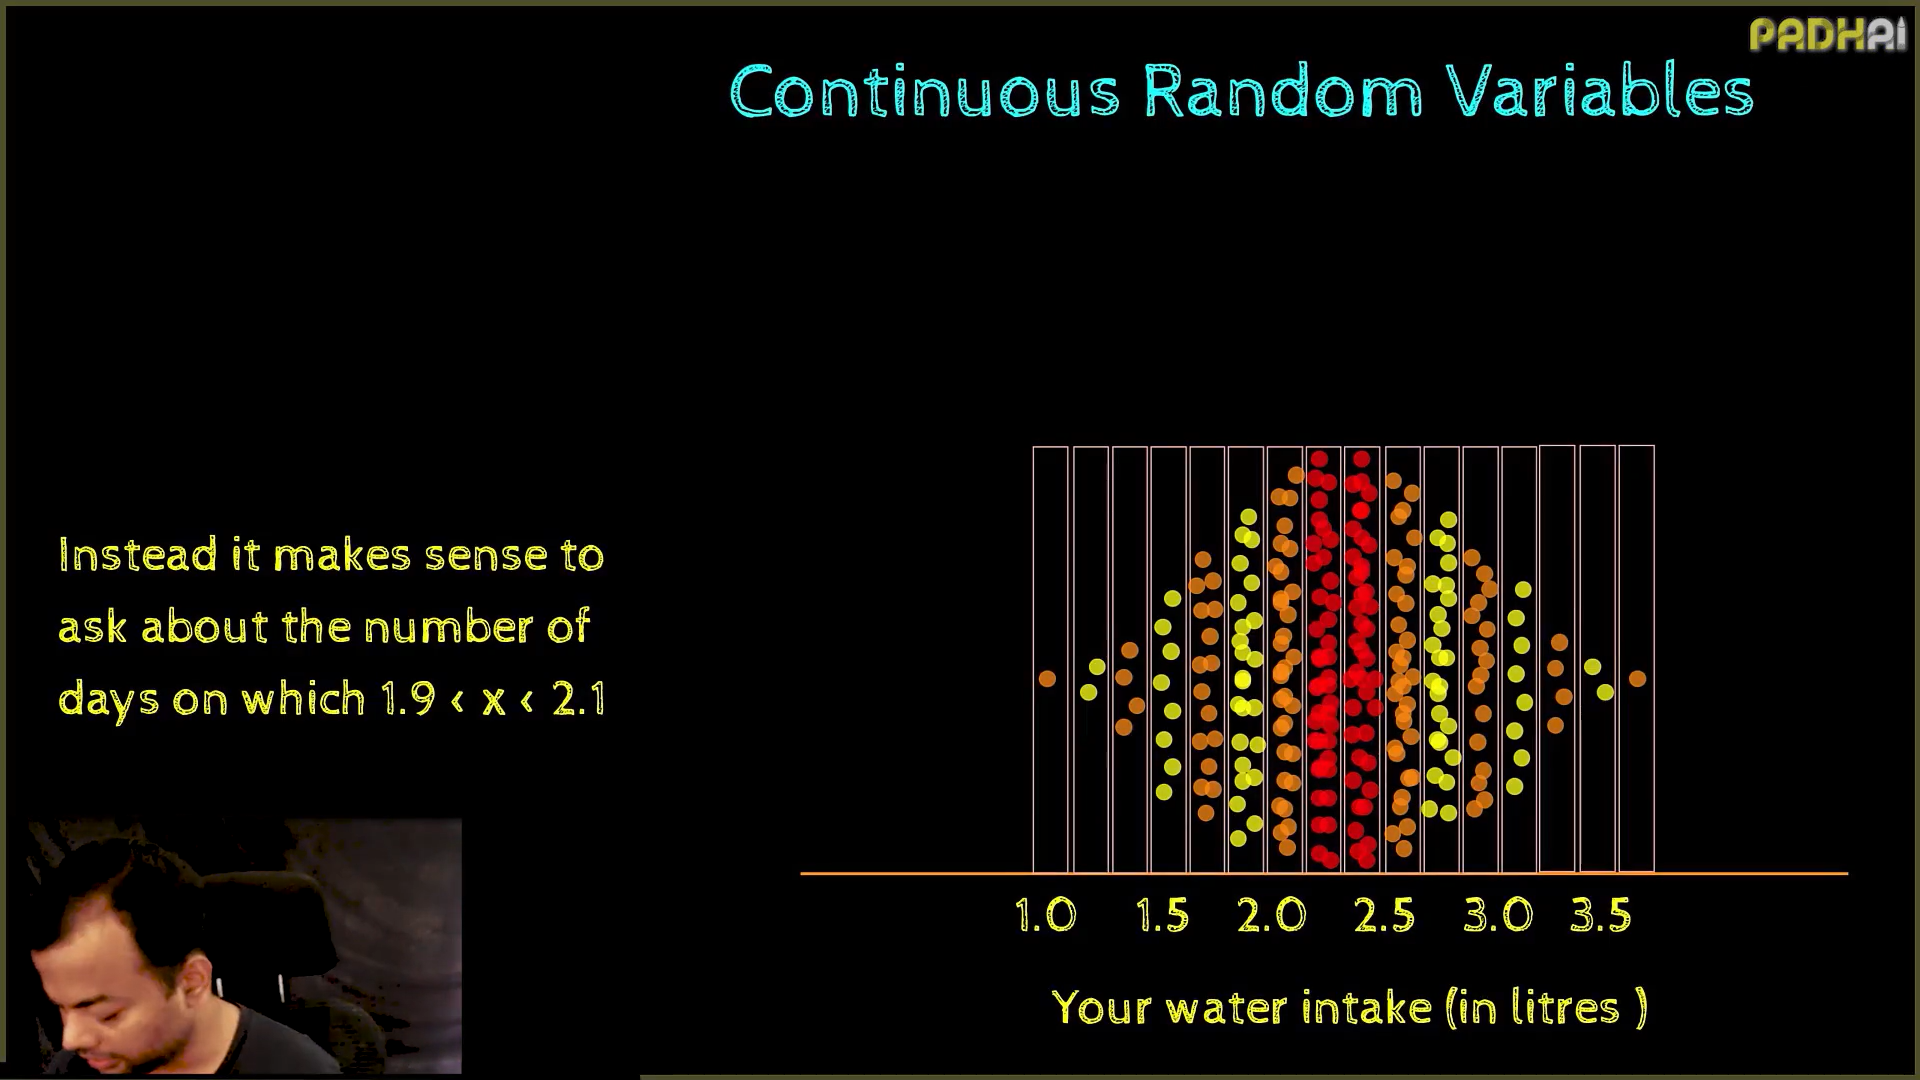 PADHAI
Continuous Random Variables
Instead it makes sense to
ask about the number of
days on which 1.9 < x < 2.1
1.0 1.5 2.0 2.5 3.0 3.5
Your water intake (in litres )